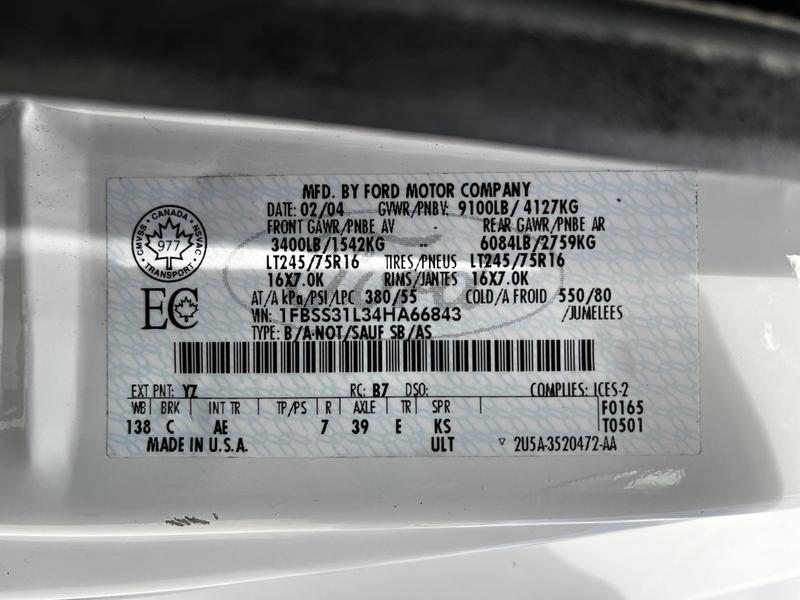 MFD. BY FORD MOTOR COMPANY
DATE: 02/04 GVWR/PNBV: 9100LB/ 4127KG
FRONT GAWR/PNBE AV - REAR GAWR/PNBE AR
3400LB/1542KG -- 6084LB/2759KG
LT245/75R16 TIRES/PNEUS LT245/75R16
16X7.0K RIMS/JANTES 16X7.0K
AT/A kPa/PSI/LPC 380/55 COLD/A FROID 550/80
VIN: 1FBSS31L34HA66843 /JUMELEES
TYPE: B/A-NOT/SAUF SB/AS
CMVSS • CANADA • NSVAC
977
• TRANSPORT •
EC
EXT PNT: YZ RC: B7 DSO: COMPLIES: ICES-2
WB BRK INT TR TP/PS R AXLE TR SPR F0165
138 C AE 7 39 E KS T0501
MADE IN U.S.A. ULT ▽ 2U5A-3520472-AA
Ford